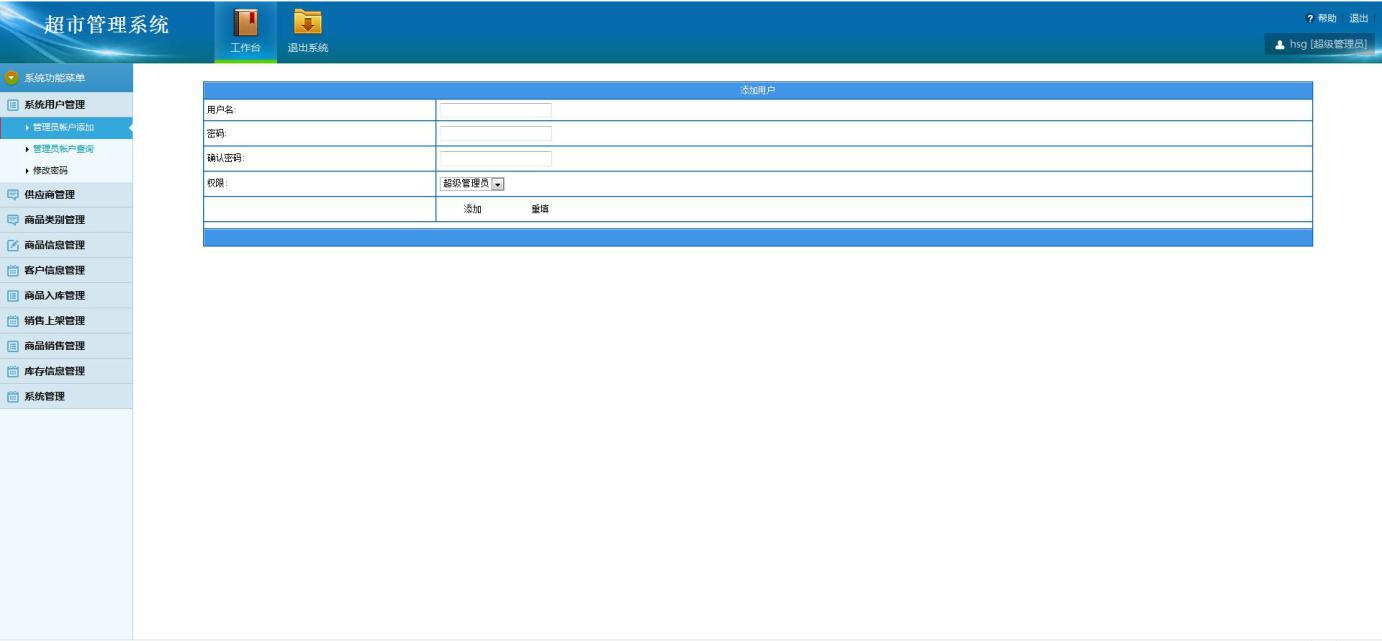 超市管理系统
工作台
退出系统
帮助 退出
hsg [超级管理员]
系统功能菜单
系统用户管理
管理员帐户添加
管理员帐户查询
修改密码
供应商管理
商品类别管理
商品信息管理
客户信息管理
商品入库管理
销售上架管理
商品销售管理
库存信息管理
系统管理
添加用户
用户名:
密码:
确认密码:
权限:
超级管理员
添加 重填